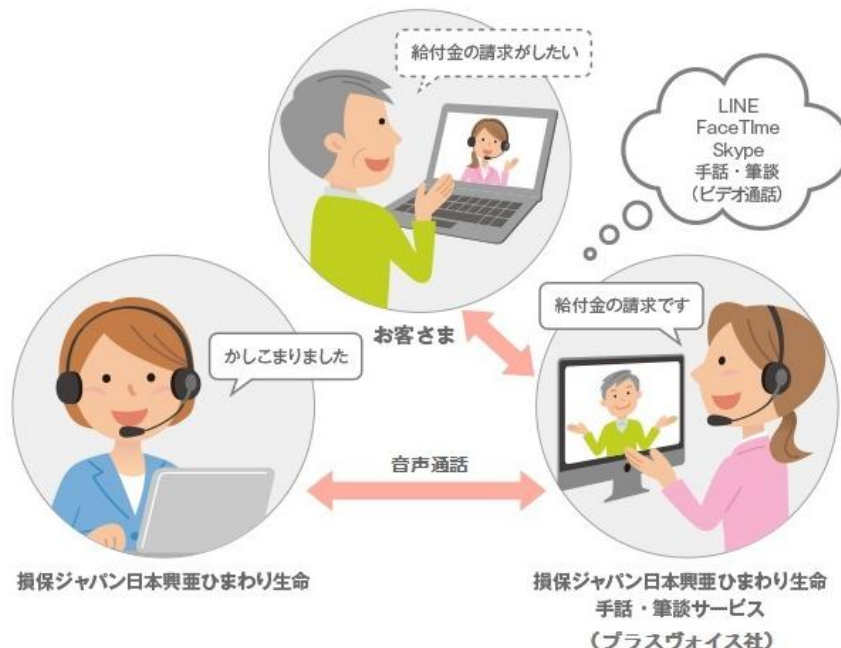 給付金の請求がしたい
LINE
FaceTIme
Skype
手話・筆談
(ビデオ通話)
お客さま
給付金の請求です
かしこまりました
音声通話
損保ジャパン日本興亜ひまわり生命
損保ジャパン日本興亜ひまわり生命
手話・筆談サービス
(プラスヴォイス社)